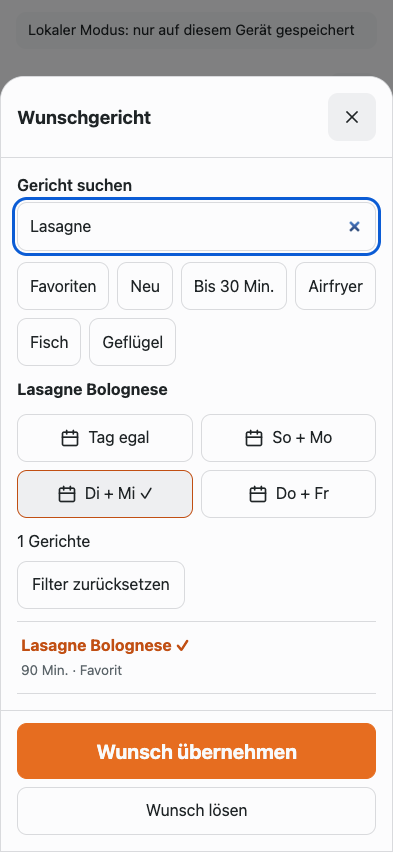 Lokaler Modus: nur auf diesem Gerät gespeichert
Wunschgericht
Gericht suchen
Lasagne
Favoriten
Neu
Bis 30 Min.
Airfryer
Fisch
Geflügel
Lasagne Bolognese
Tag egal
So + Mo
Di + Mi ✓
Do + Fr
1 Gerichte
Filter zurücksetzen
Lasagne Bolognese ✓
90 Min. · Favorit
Wunsch übernehmen
Wunsch lösen